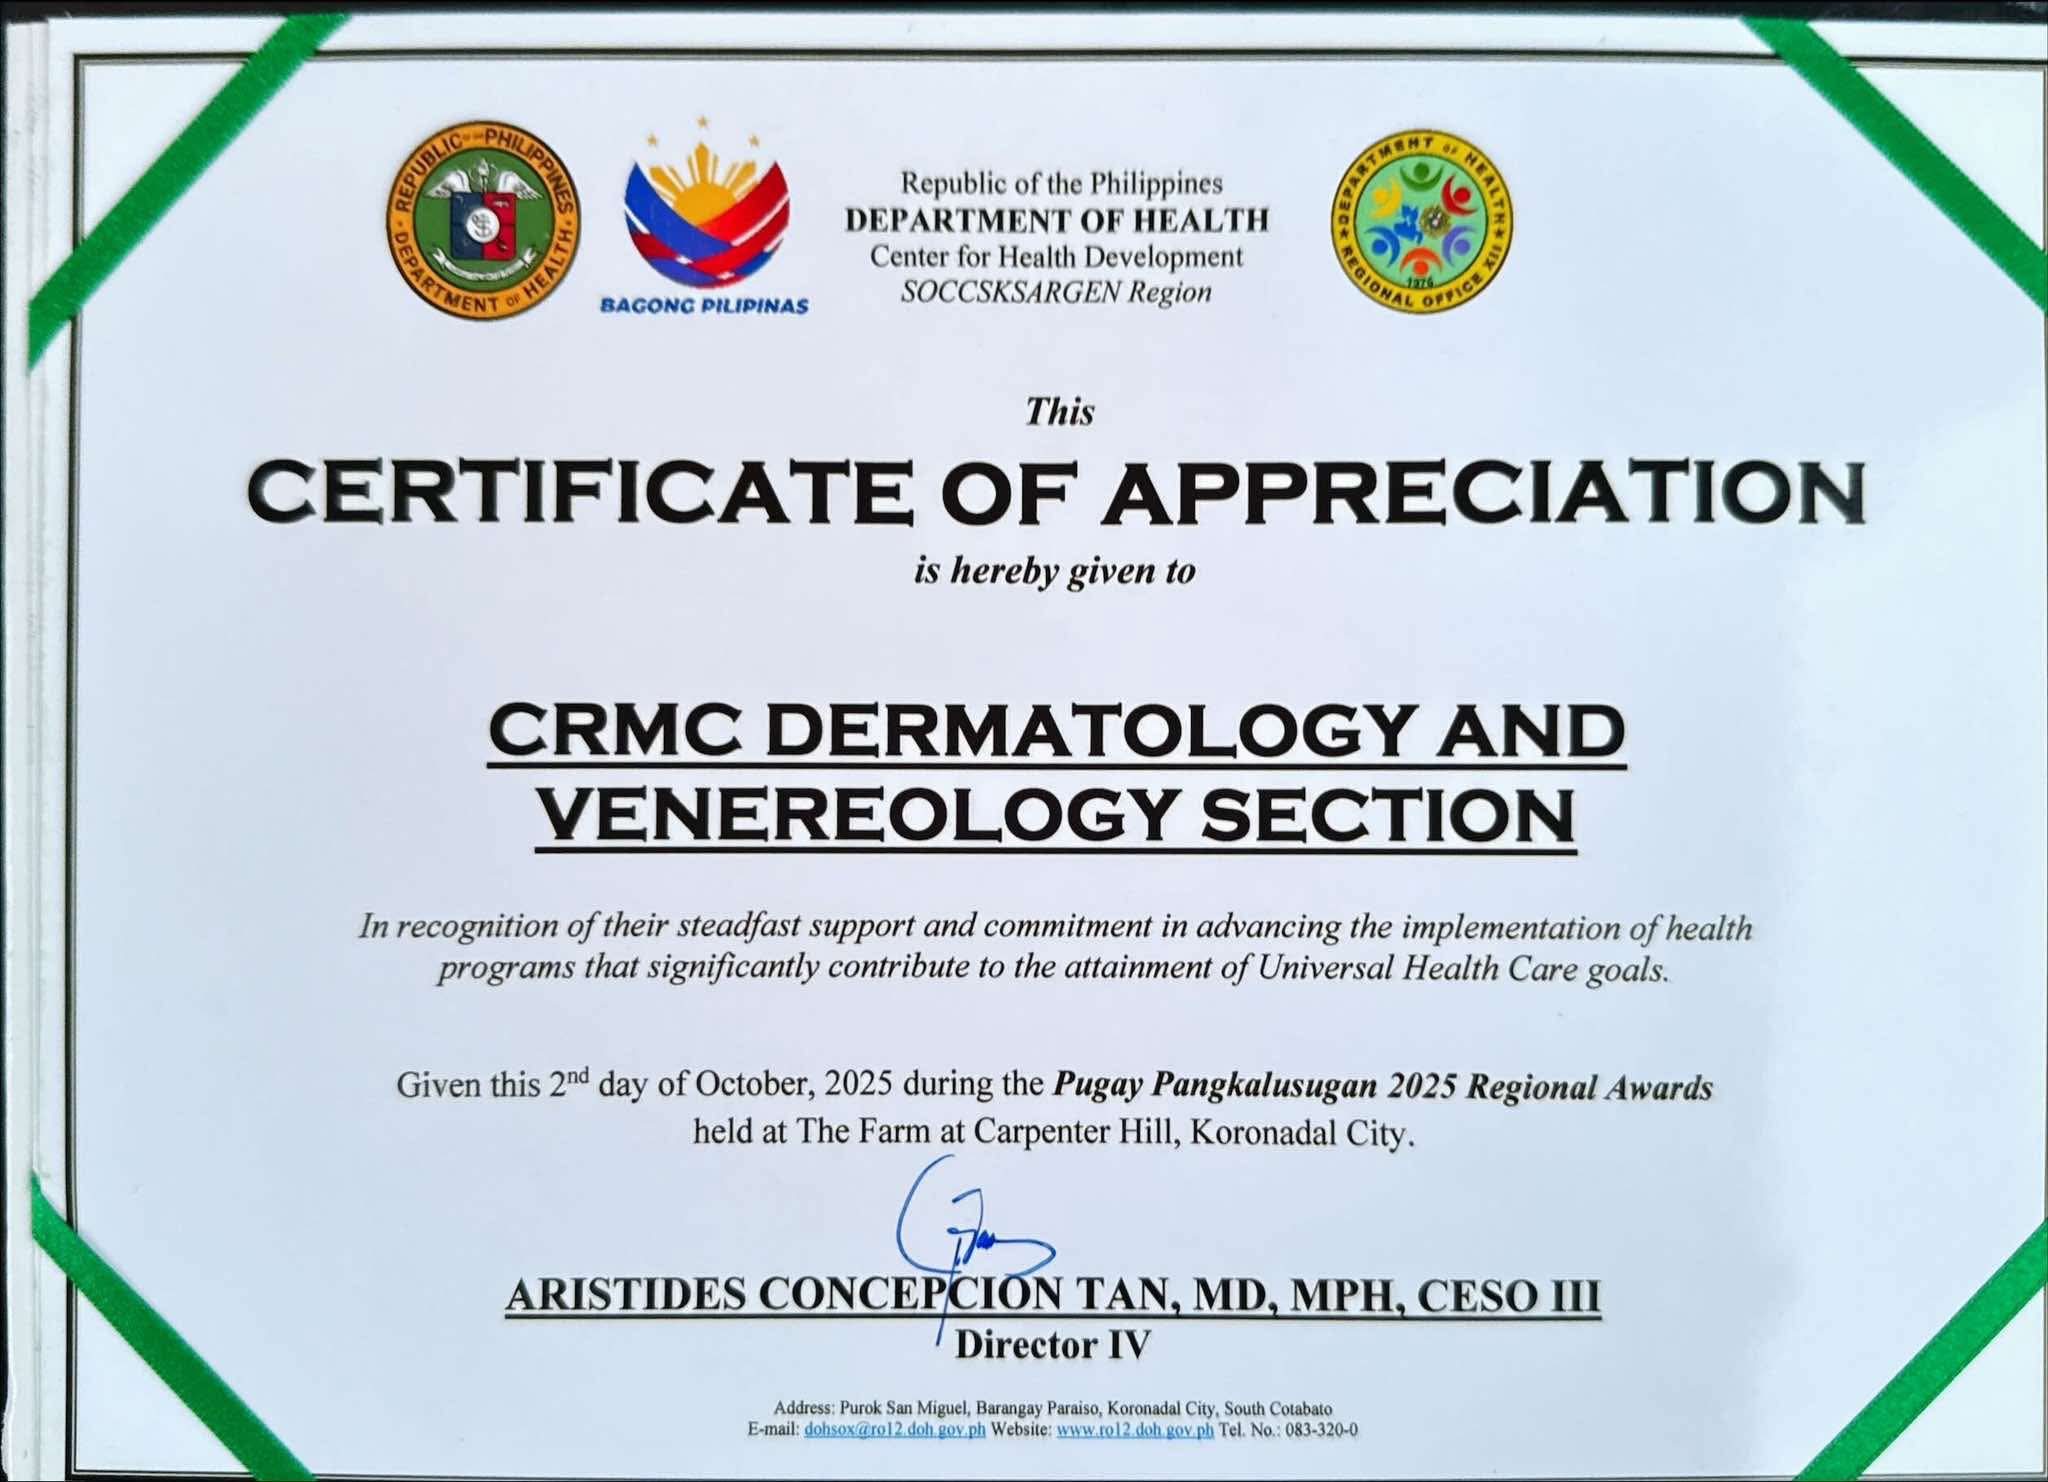 REPUBLIC OF THE PHILIPPINES
DEPARTMENT OF HEALTH
BAGONG PILIPINAS
Republic of the Philippines
DEPARTMENT OF HEALTH
Center for Health Development
SOCCSKSARGEN Region
DEPARTMENT OF HEALTH
REGIONAL OFFICE XII
1976
This
CERTIFICATE OF APPRECIATION
is hereby given to
CRMC DERMATOLOGY AND
VENEREOLOGY SECTION
In recognition of their steadfast support and commitment in advancing the implementation of health
programs that significantly contribute to the attainment of Universal Health Care goals.
Given this 2nd day of October, 2025 during the Pugay Pangkalusugan 2025 Regional Awards
held at The Farm at Carpenter Hill, Koronadal City.
ARISTIDES CONCEPCION TAN, MD, MPH, CESO III
Director IV
Address: Purok San Miguel, Barangay Paraiso, Koronadal City, South Cotabato
E-mail: dohsox@ro12.doh.gov.ph Website: www.ro12.doh.gov.ph Tel. No.: 083-320-0